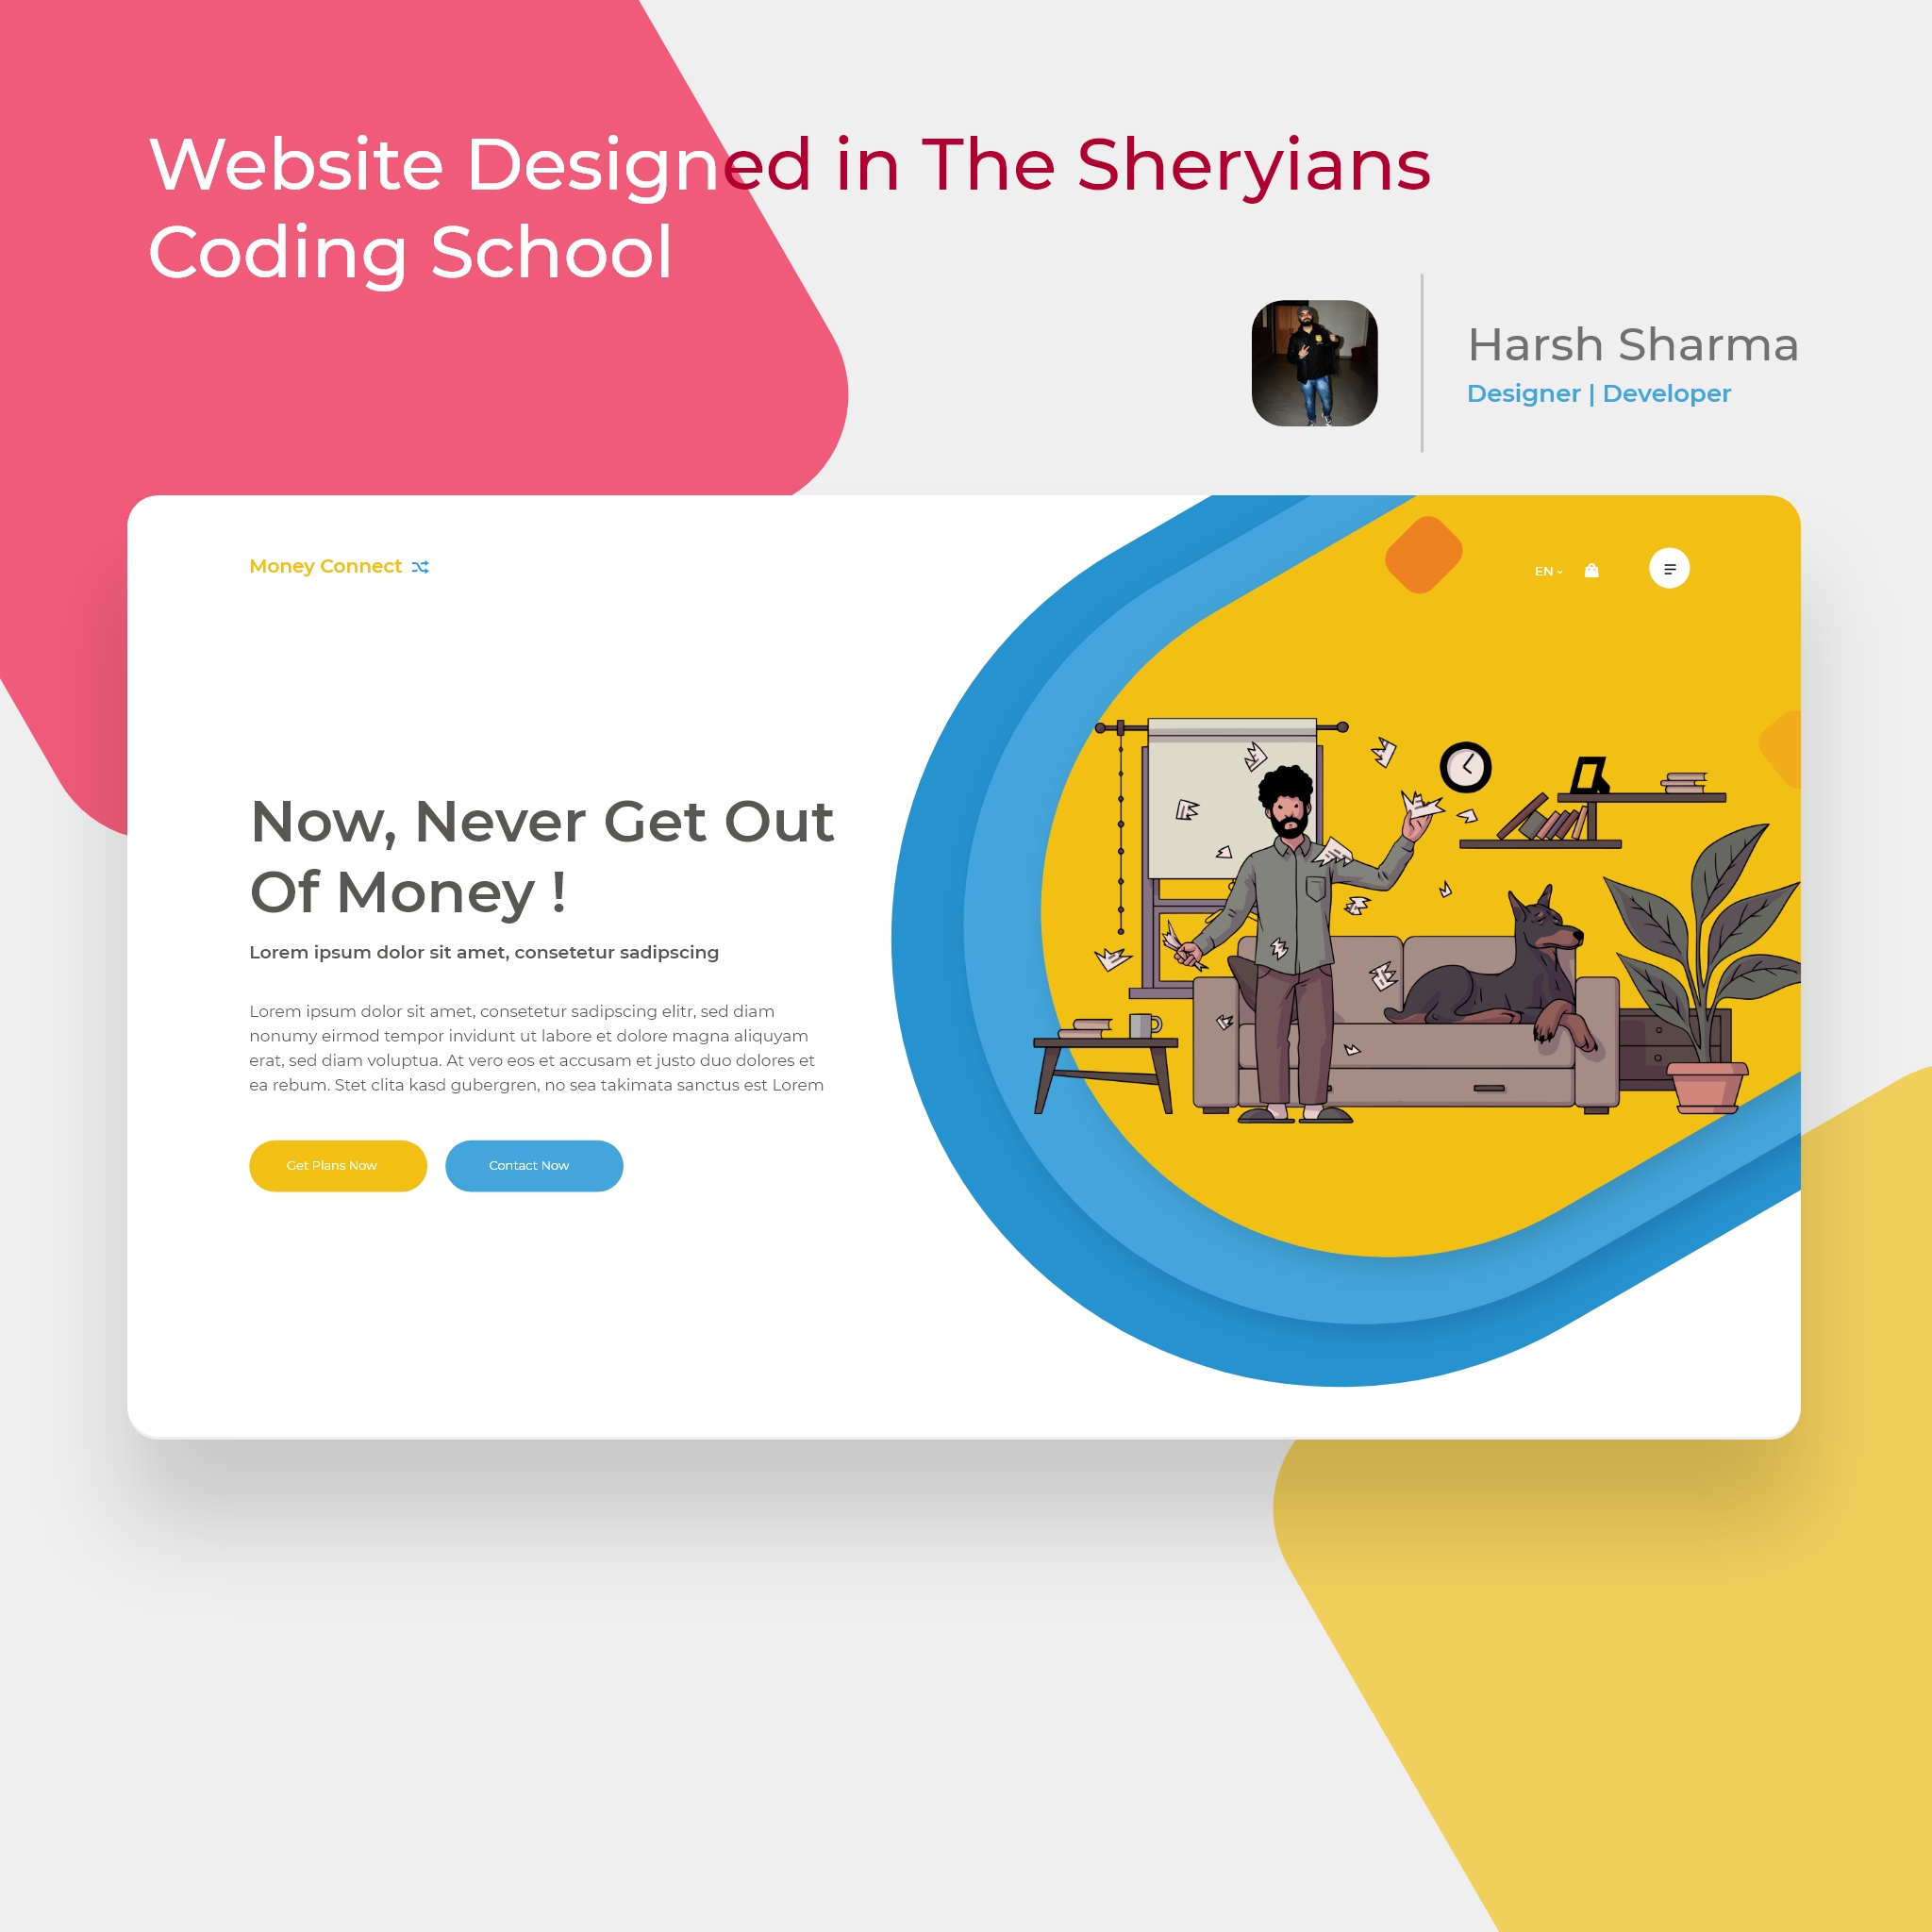 Website Designed in The Sheryians
Coding School
Harsh Sharma
Designer | Developer
Money Connect
EN
Now, Never Get Out
Of Money !
Lorem ipsum dolor sit amet, consetetur sadipscing
Lorem ipsum dolor sit amet, consetetur sadipscing elitr, sed diam
nonumy eirmod tempor invidunt ut labore et dolore magna aliquyam
erat, sed diam voluptua. At vero eos et accusam et justo duo dolores et
ea rebum. Stet clita kasd gubergren, no sea takimata sanctus est Lorem
Get Plans Now
Contact Now